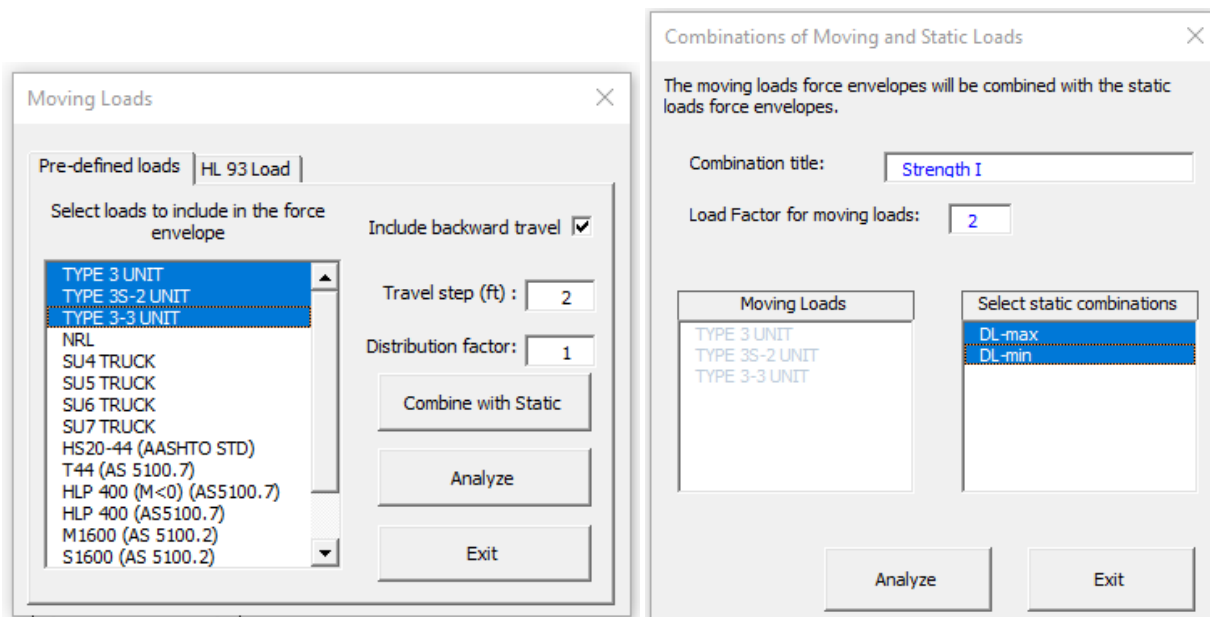 Moving Loads
Pre-defined loads
HL 93 Load
Select loads to include in the force
envelope
TYPE 3 UNIT
TYPE 3S-2 UNIT
TYPE 3-3 UNIT
NRL
SU4 TRUCK
SU5 TRUCK
SU6 TRUCK
SU7 TRUCK
HS20-44 (AASHTO STD)
T44 (AS 5100.7)
HLP 400 (M<0) (AS5100.7)
HLP 400 (AS5100.7)
M1600 (AS 5100.2)
S1600 (AS 5100.2)
Include backward travel
Travel step (ft) : 2
Distribution factor: 1
Combine with Static
Analyze
Exit
Combinations of Moving and Static Loads
The moving loads force envelopes will be combined with the static
loads force envelopes.
Combination title: Strength I
Load Factor for moving loads: 2
Moving Loads
TYPE 3 UNIT
TYPE 3S-2 UNIT
TYPE 3-3 UNIT
Select static combinations
DL-max
DL-min
Analyze
Exit